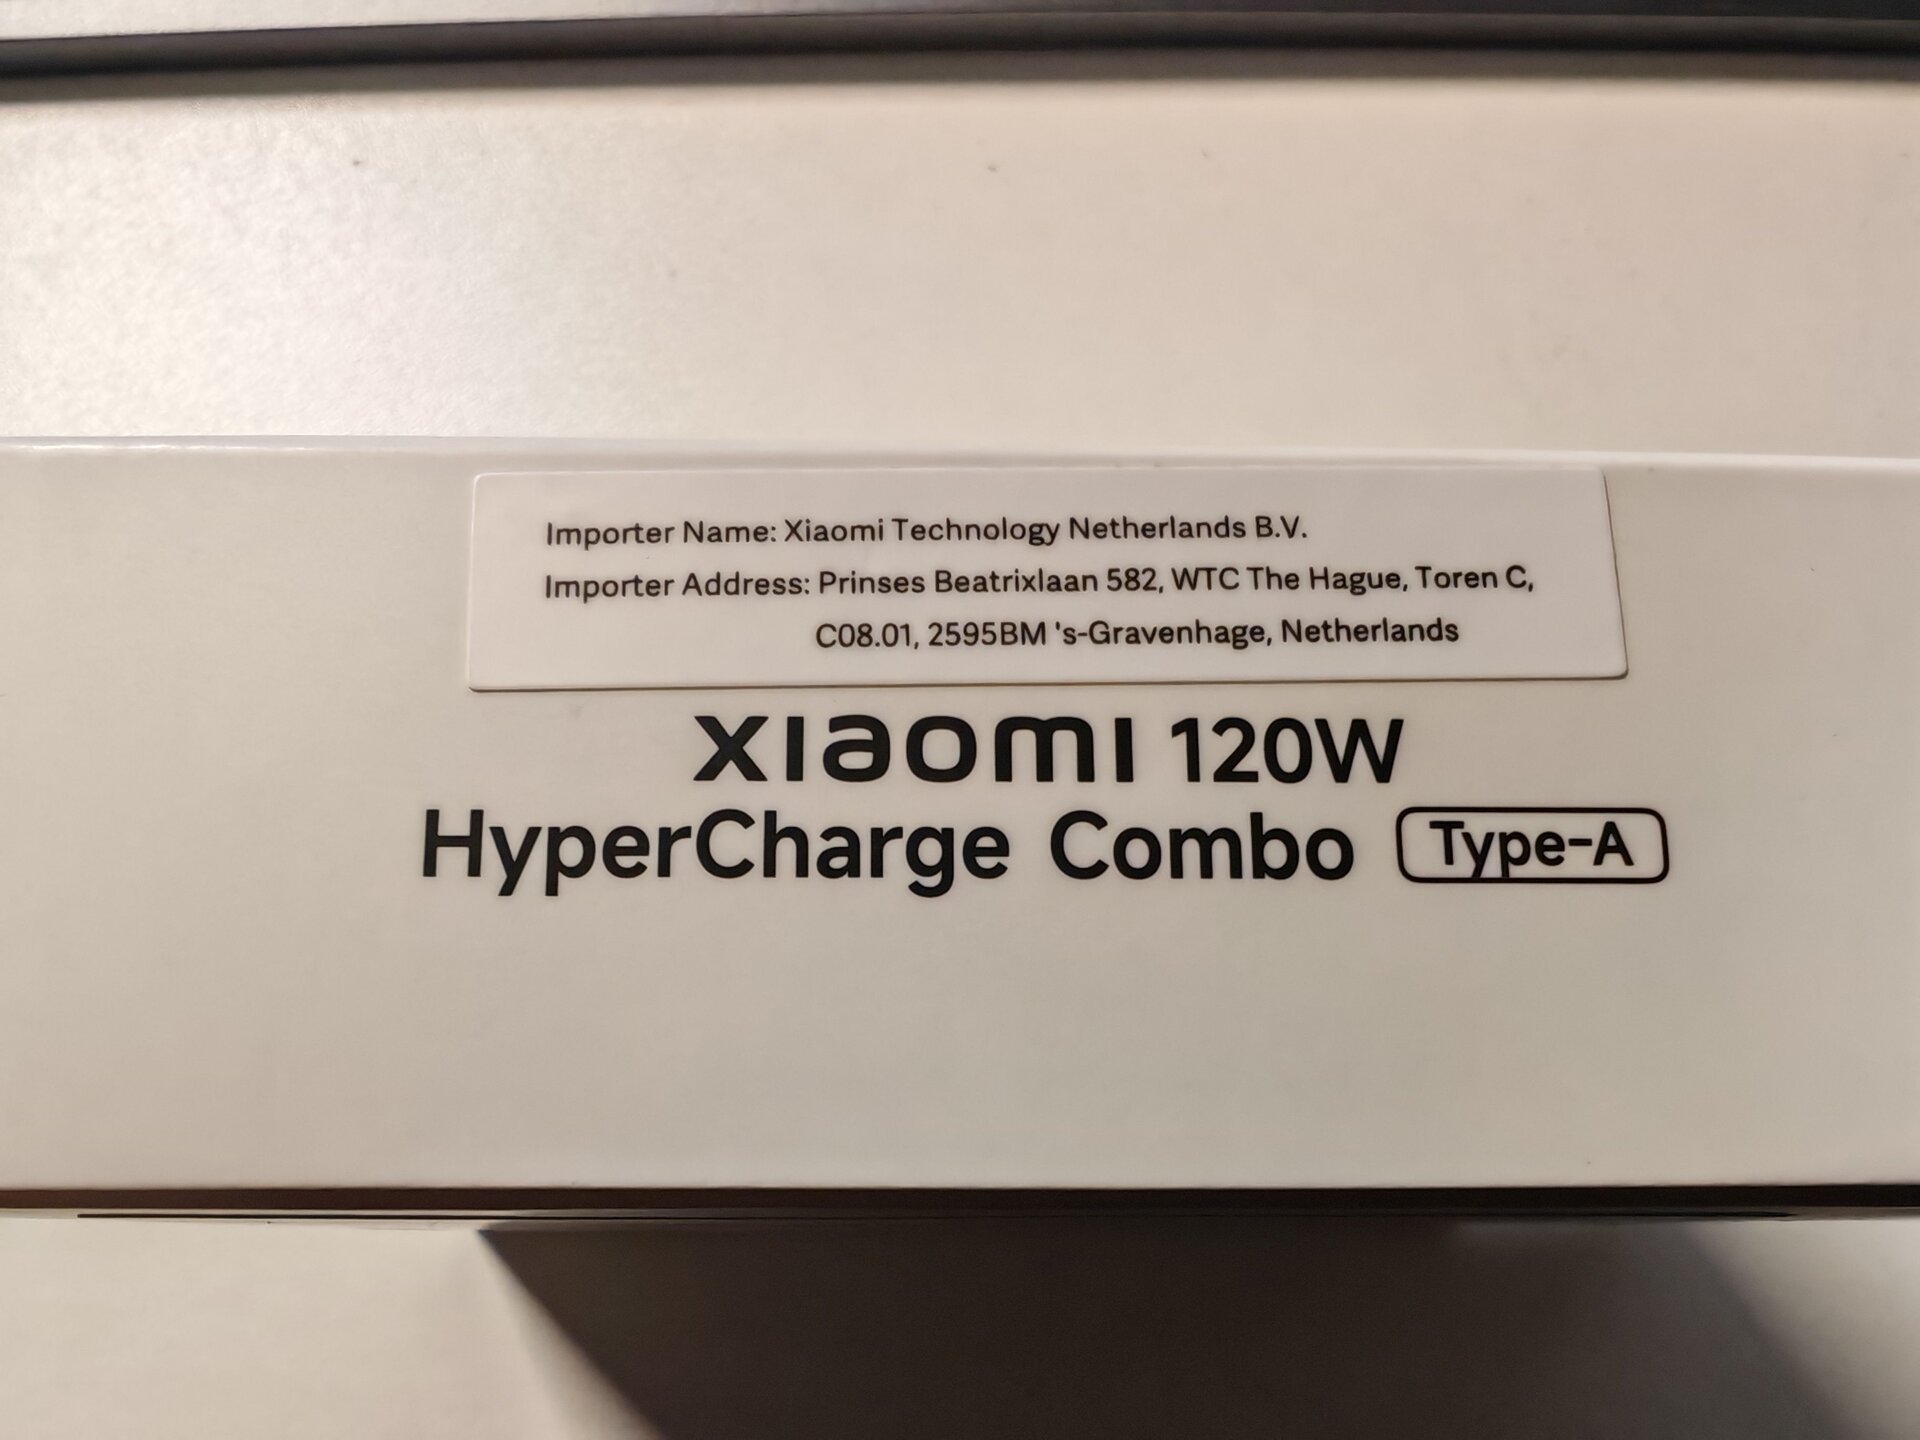 Importer Name: Xiaomi Technology Netherlands B.V.
Importer Address: Prinses Beatrixlaan 582, WTC The Hague, Toren C,
C08.01, 2595BM 's-Gravenhage, Netherlands
xiaomi 120W
HyperCharge Combo Type-A